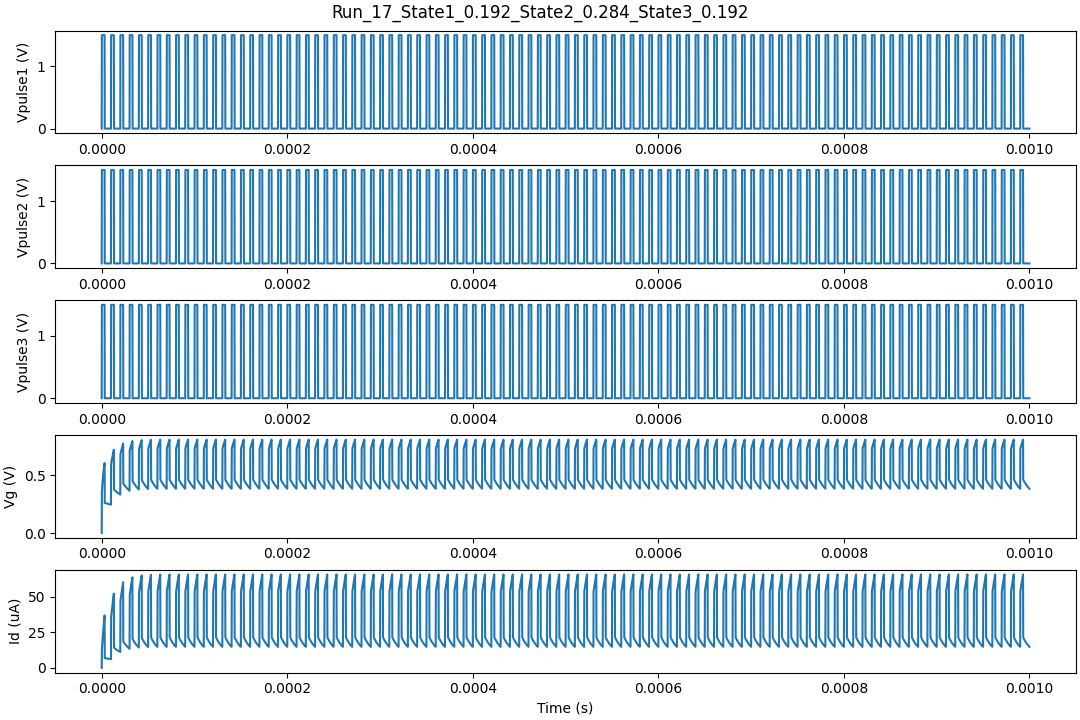 Run_17_State1_0.192_State2_0.284_State3_0.192
Vpulse1 (V)
1
0
0.0000 0.0002 0.0004 0.0006 0.0008 0.0010
Vpulse2 (V)
1
0
0.0000 0.0002 0.0004 0.0006 0.0008 0.0010
Vpulse3 (V)
1
0
0.0000 0.0002 0.0004 0.0006 0.0008 0.0010
Vg (V)
0.5
0.0
0.0000 0.0002 0.0004 0.0006 0.0008 0.0010
Id (uA)
50
25
0
0.0000 0.0002 0.0004 0.0006 0.0008 0.0010
Time (s)